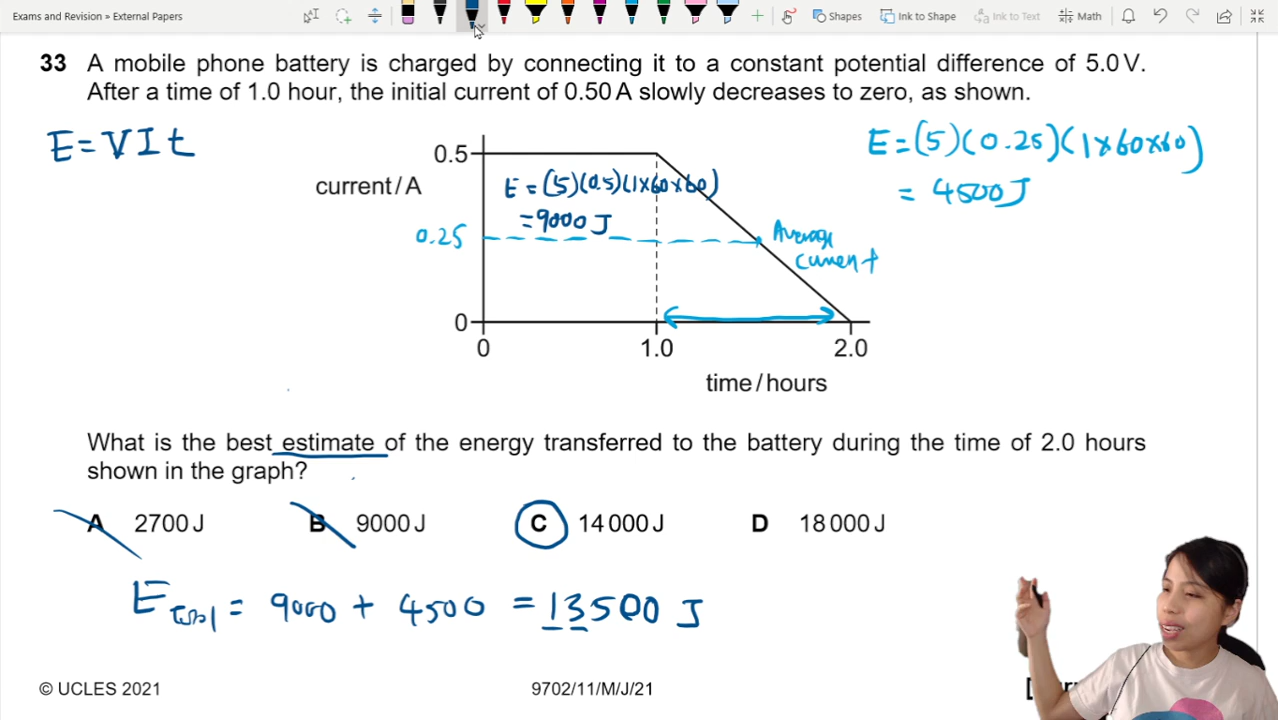 Exams and Revision » External Papers
Shapes
Ink to Shape
Ink to Text
Math
33 A mobile phone battery is charged by connecting it to a constant potential difference of 5.0 V.
After a time of 1.0 hour, the initial current of 0.50 A slowly decreases to zero, as shown.
E = VIt
E = (5)(0.25)(1×60×60)
= 4500J
0.5
current / A
E = (5)(0.5)(1×60×60)
= 9000 J
0.25
Average
current
0
0
1.0
2.0
time / hours
What is the best estimate of the energy transferred to the battery during the time of 2.0 hours
shown in the graph?
A 2700 J B 9000 J C 14 000 J D 18 000 J
E total = 9000 + 4500 = 13500 J
© UCLES 2021
9702/11/M/J/21